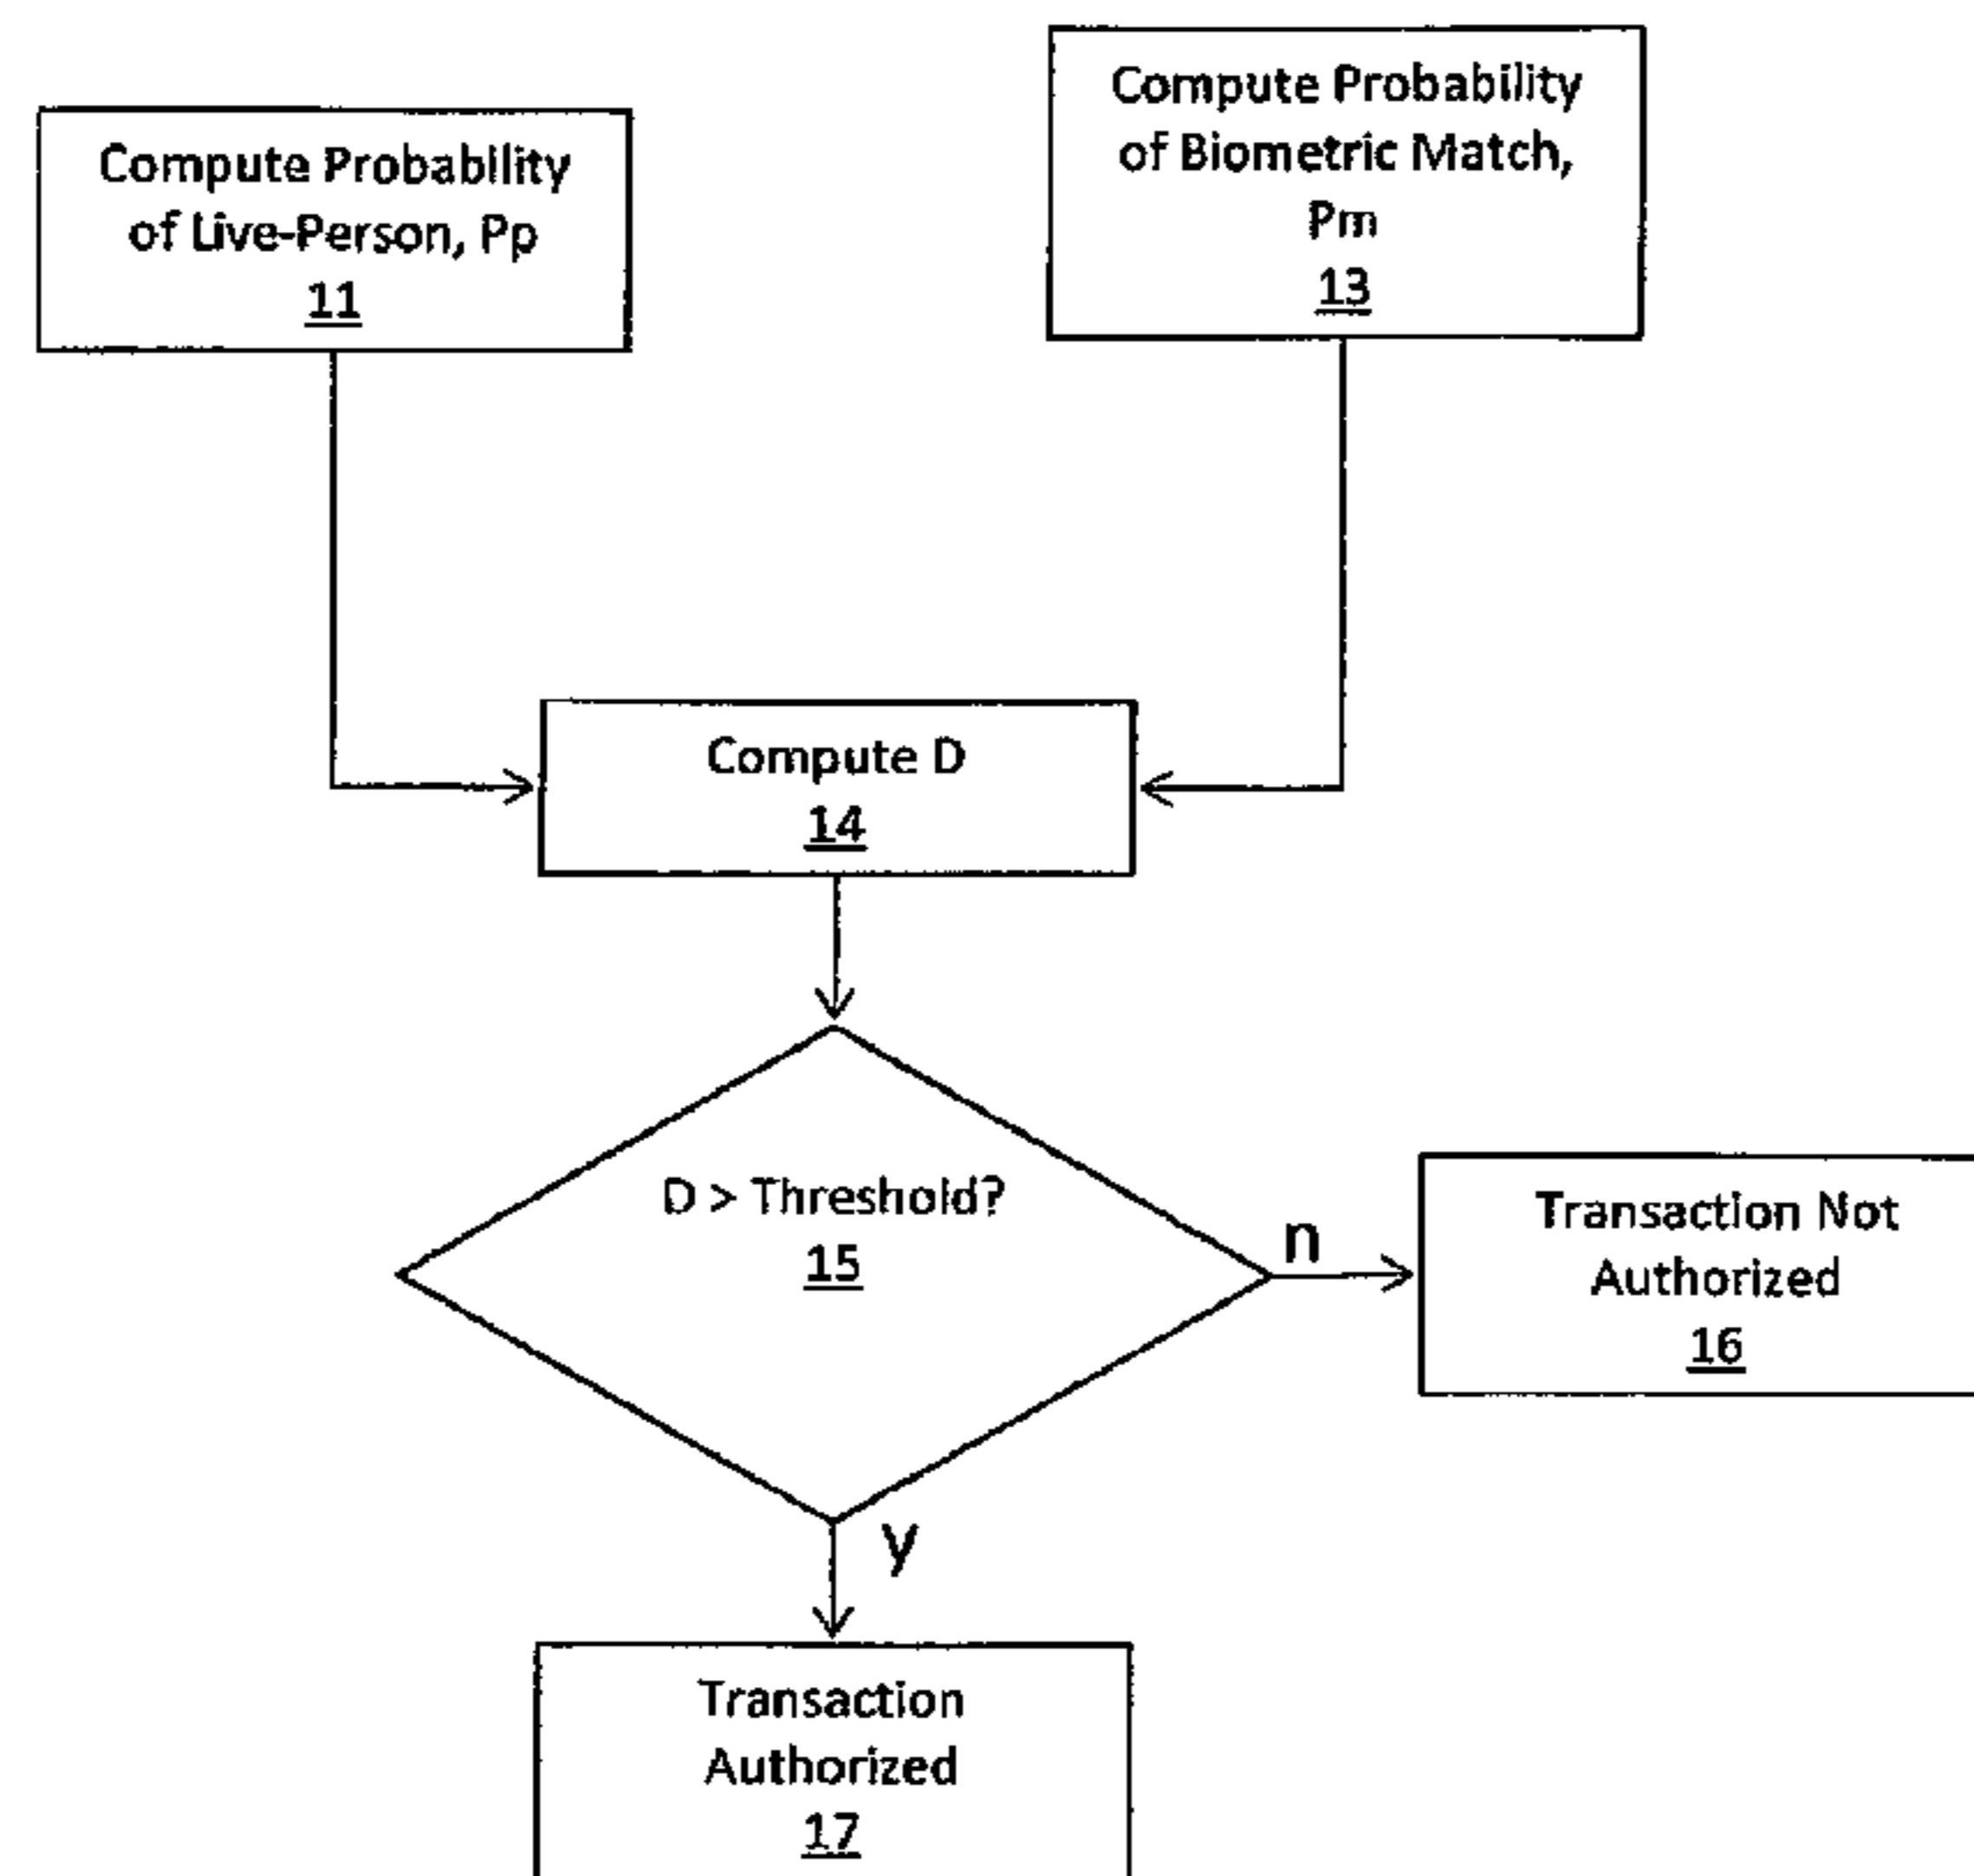 Compute Probability
of Live-Person, Pp
11
Compute Probability
of Biometric Match,
Pm
13
Compute D
14
D > Threshold?
15
n
Transaction Not
Authorized
16
y
Transaction
Authorized
17